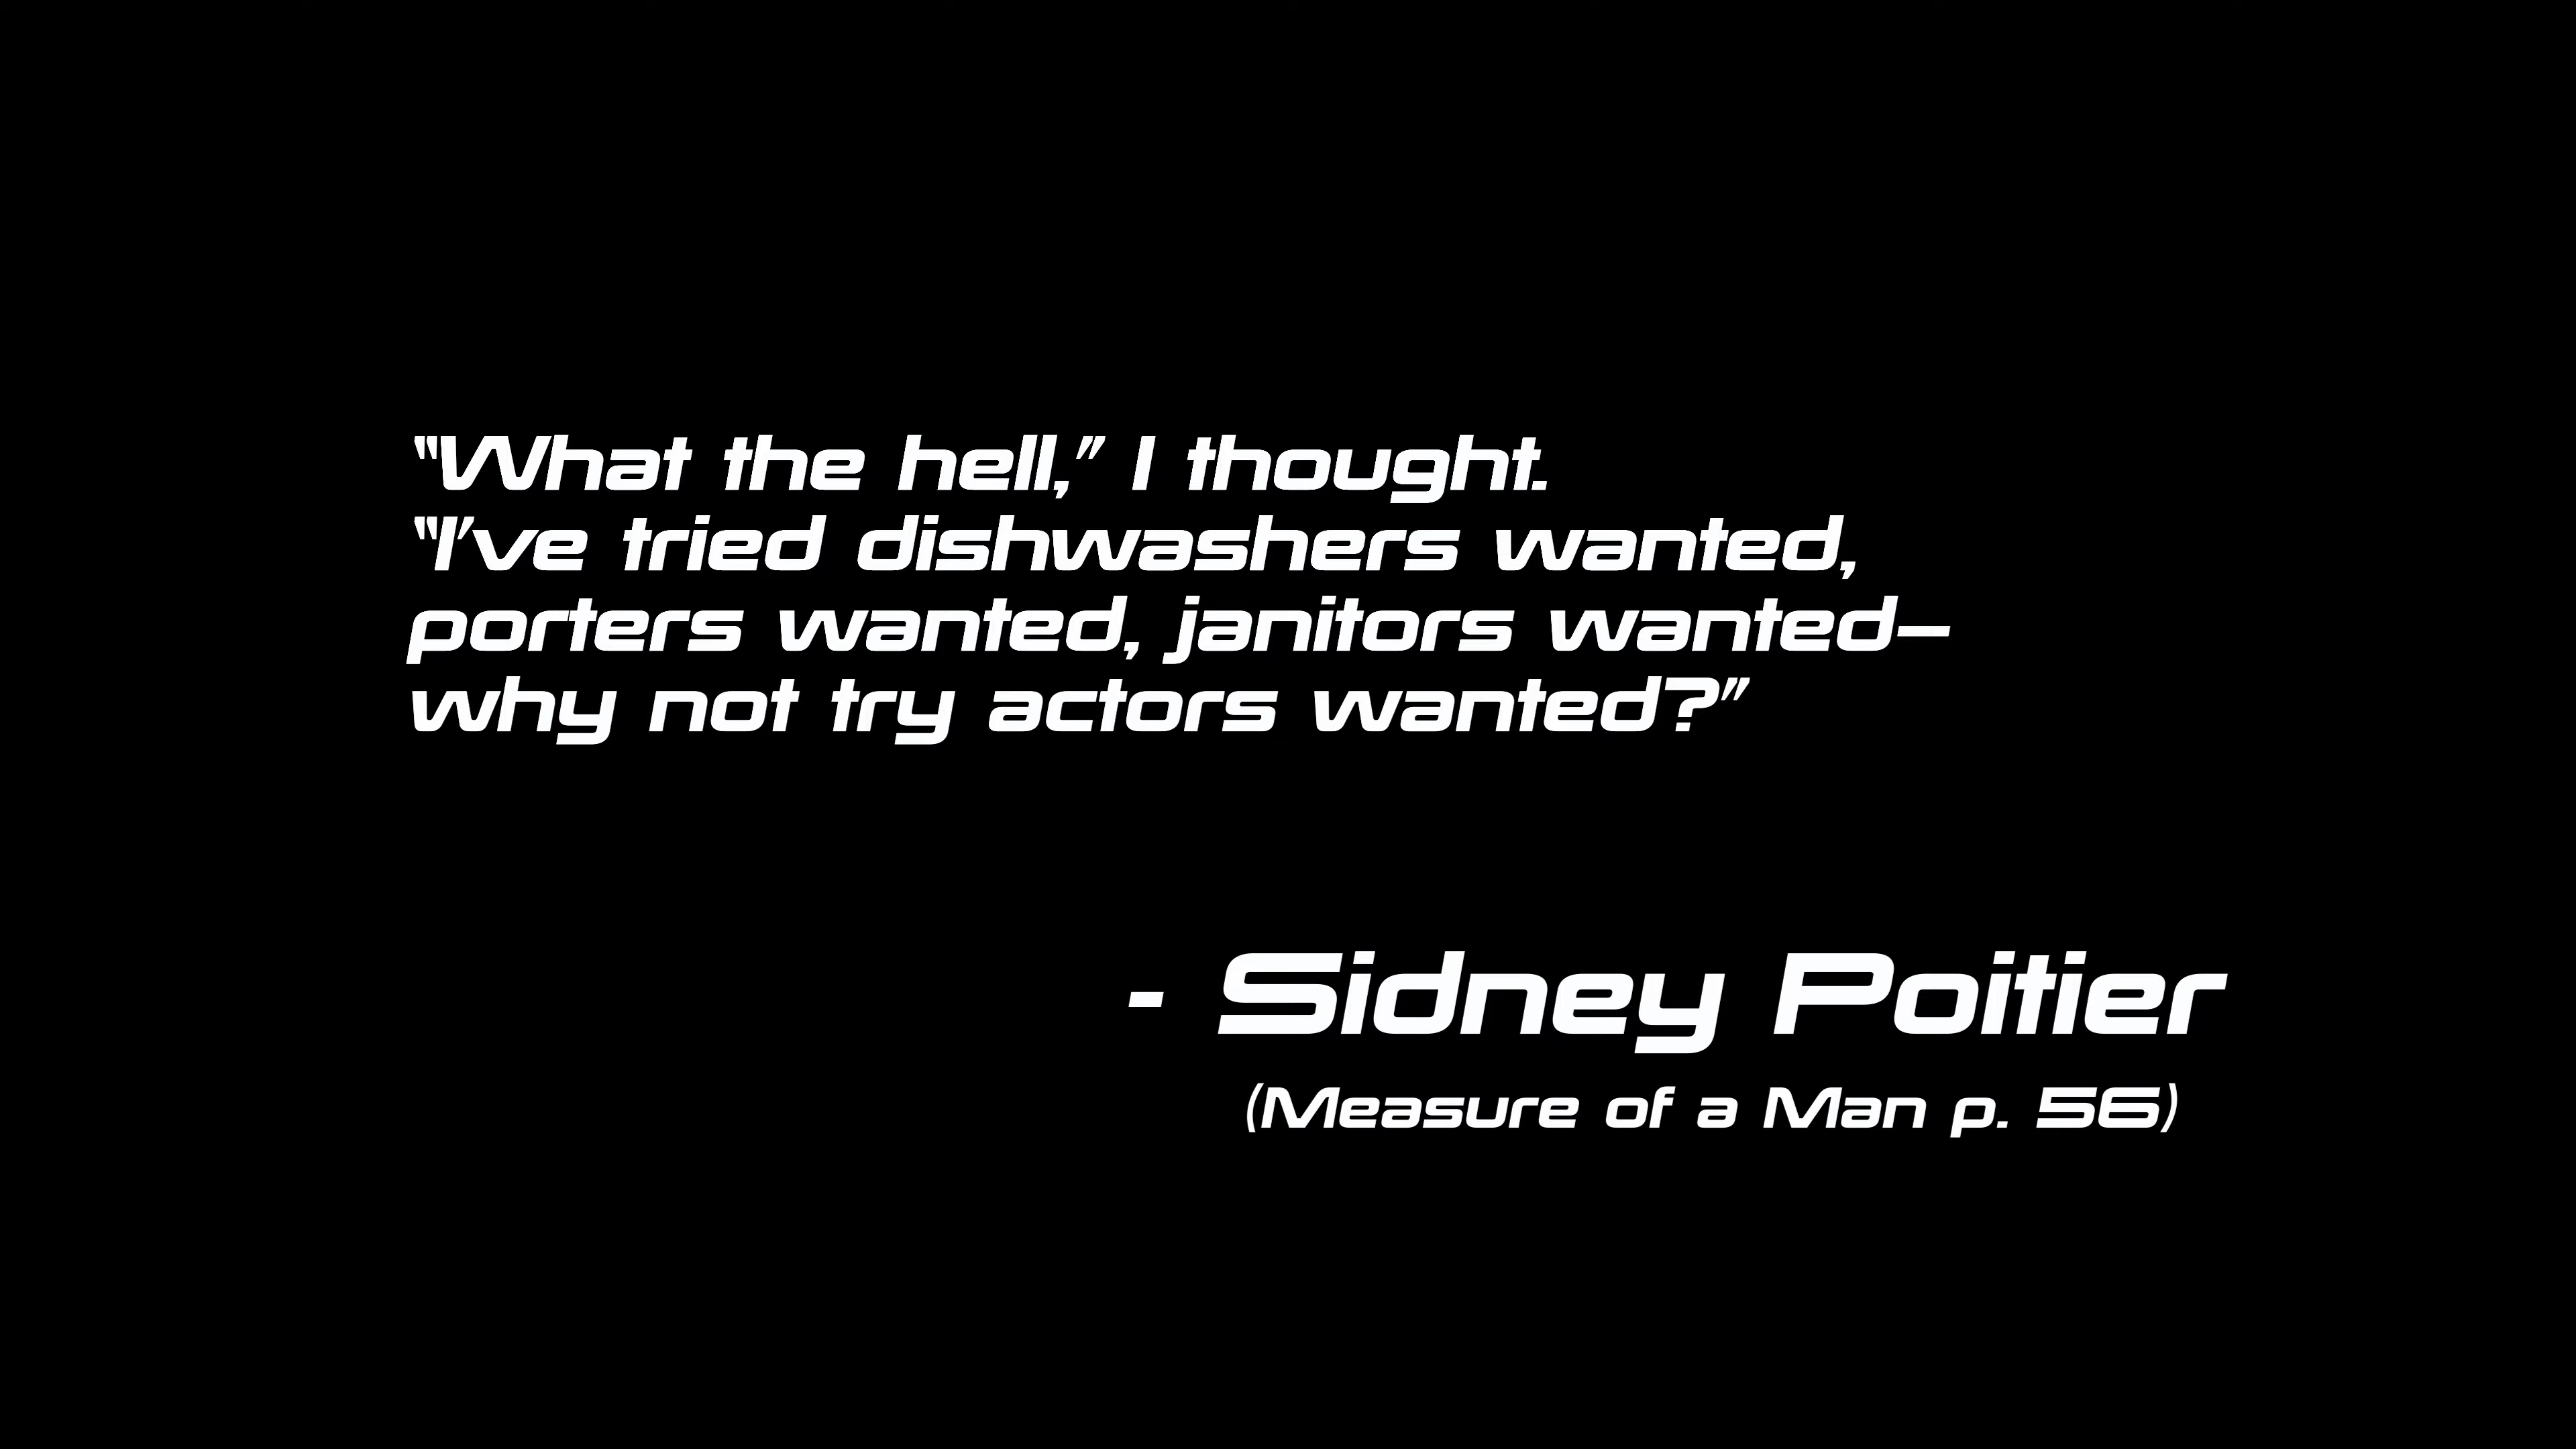 “What the hell,” I thought.
“I’ve tried dishwashers wanted,
porters wanted, janitors wanted—
why not try actors wanted?”
- Sidney Poitier
(Measure of a Man p. 56)